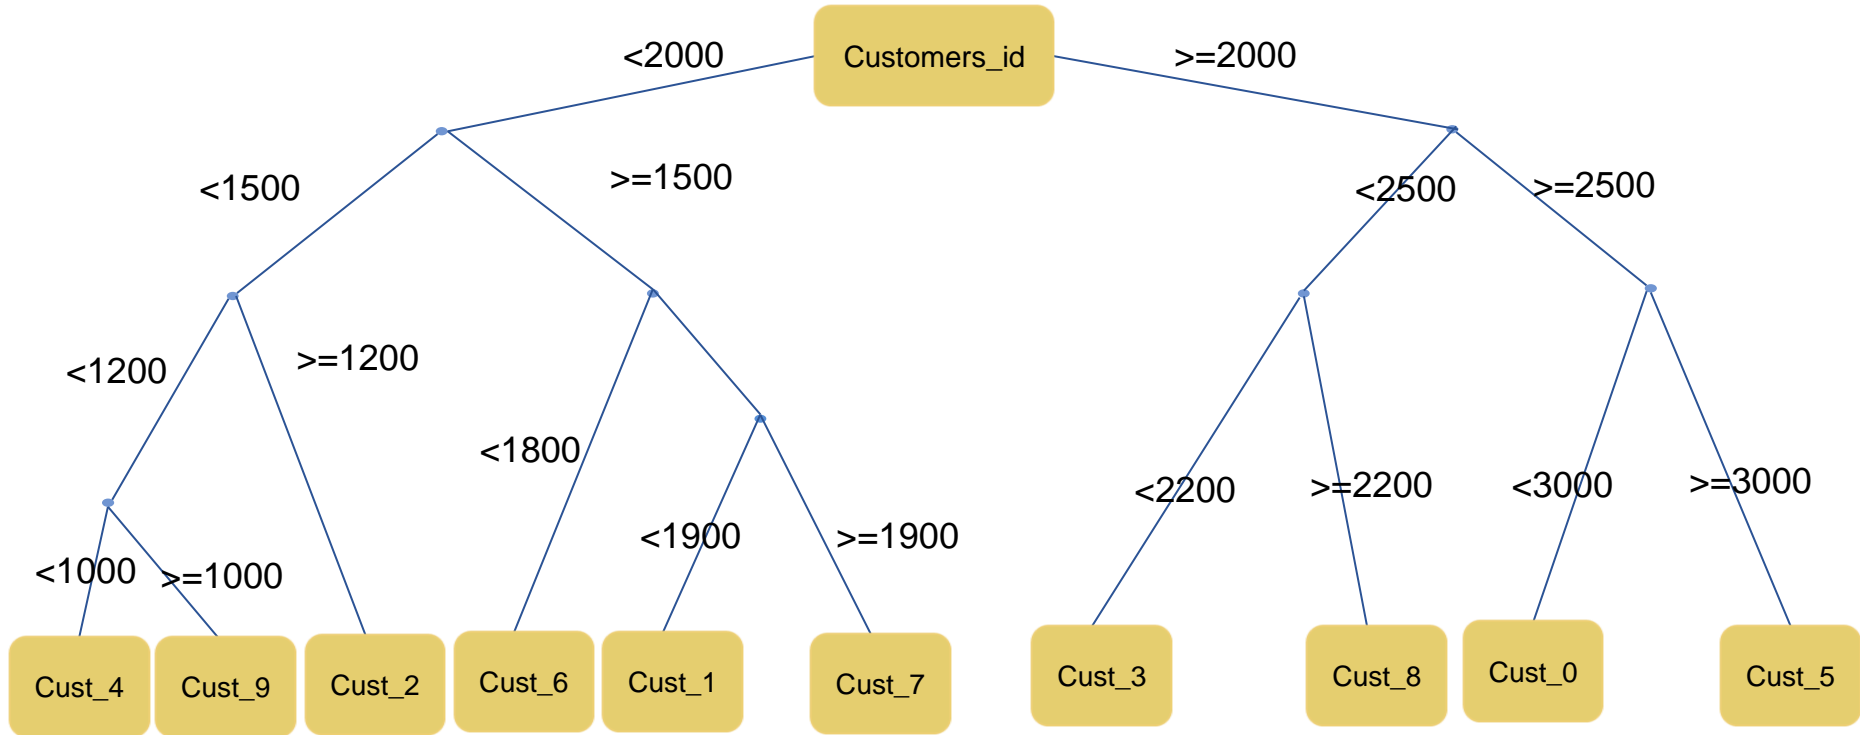 Customers_id
<2000
>=2000
<1500
>=1500
<2500
>=2500
<1200
>=1200
<1800
<2200
>=2200
<3000
>=3000
<1900
>=1900
<1000
>=1000
Cust_4
Cust_9
Cust_2
Cust_6
Cust_1
Cust_7
Cust_3
Cust_8
Cust_0
Cust_5